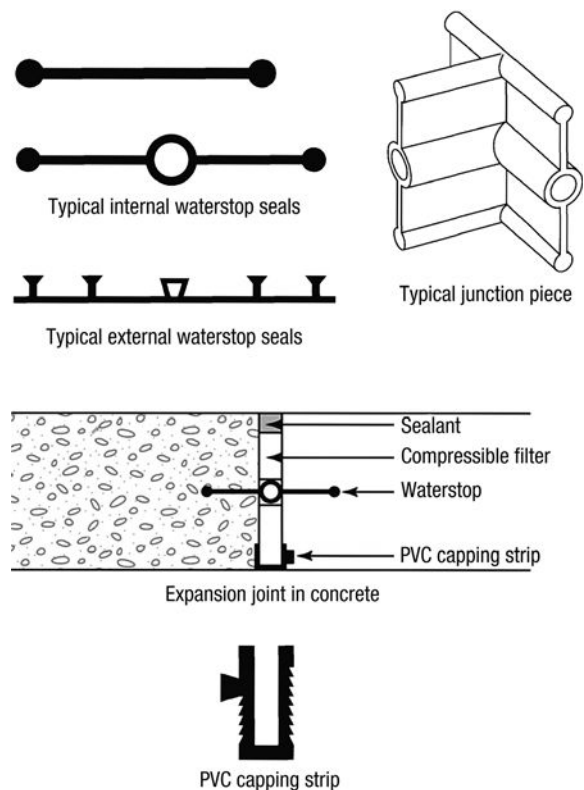 Typical internal waterstop seals
Typical junction piece
Typical external waterstop seals
Sealant
Compressible filter
Waterstop
PVC capping strip
Expansion joint in concrete
PVC capping strip